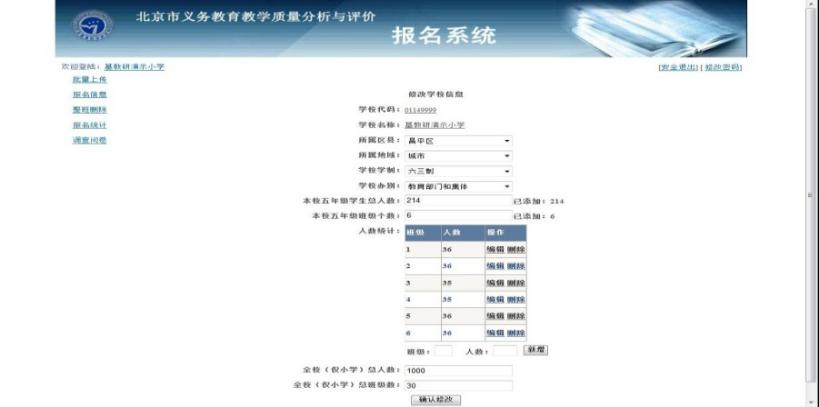 北京市义务教育教学质量分析与评价
报名系统
欢迎登陆：基教研演示小学 [安全退出] [修改密码]
批量上传
报名信息
整班删除
报名统计
调查问卷
修改学校信息
学校代码：01149999
学校名称：基教研演示小学
所属区县：昌平区
所属地域：城市
学校学制：六三制
学校办别：教育部门和集体
本校五年级学生总人数：214 已添加：214
本校五年级班级个数：6 已添加：6
人数统计：班级 人数 操作
1 36 编辑 删除
2 36 编辑 删除
3 35 编辑 删除
4 35 编辑 删除
5 36 编辑 删除
6 36 编辑 删除
班级： 人数： 新增
全校（仅小学）总人数：1000
全校（仅小学）总班级数：30
确认修改